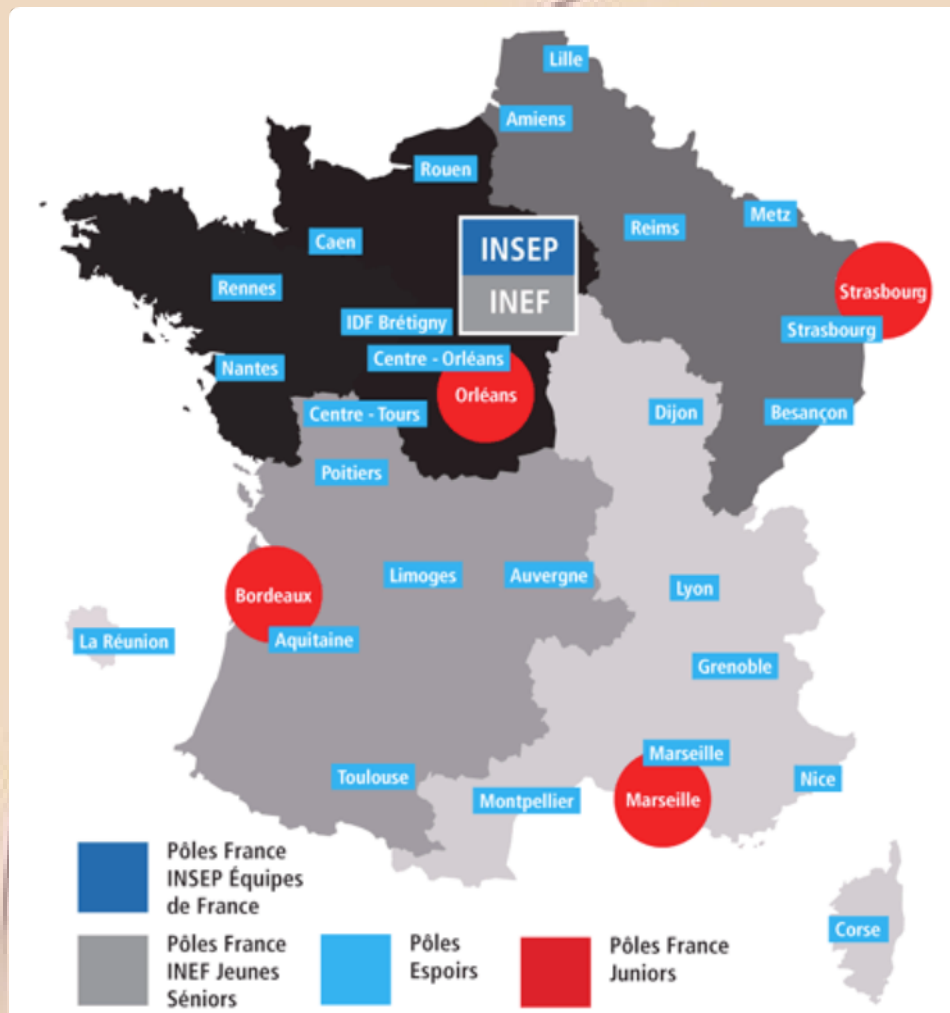 Lille
Amiens
Rouen
Metz
Reims
Caen
INSEP
INEF
Rennes
Strasbourg
IDF Brétigny
Strasbourg
Centre - Orléans
Nantes
Orléans
Centre - Tours
Dijon
Besançon
Poitiers
Limoges
Auvergne
Lyon
Bordeaux
Aquitaine
La Réunion
Grenoble
Marseille
Toulouse
Nice
Montpellier
Marseille
Corse
Pôles France
INSEP Équipes
de France
Pôles France
INEF Jeunes
Séniors
Pôles
Espoirs
Pôles France
Juniors